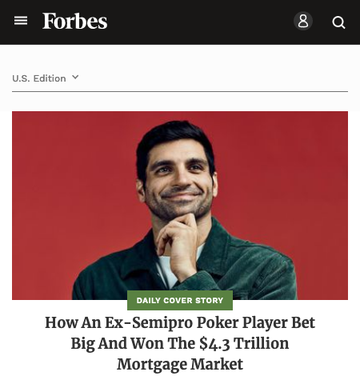 Forbes
U.S. Edition
DAILY COVER STORY
How An Ex-Semipro Poker Player Bet
Big And Won The $4.3 Trillion
Mortgage Market